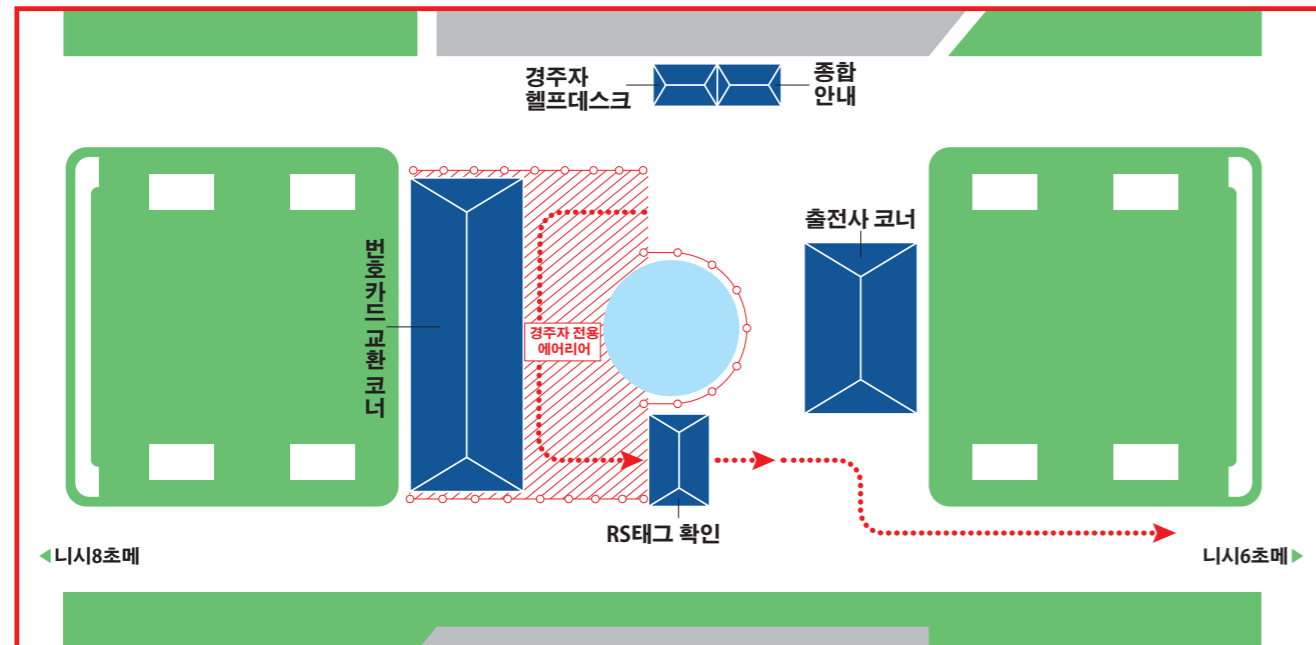 경주자
헬프데스크
종합
안내
출전사 코너
번호카드 교환 코너
경주자 전용
에어리어
RS태그 확인
니시8초메
니시6초메